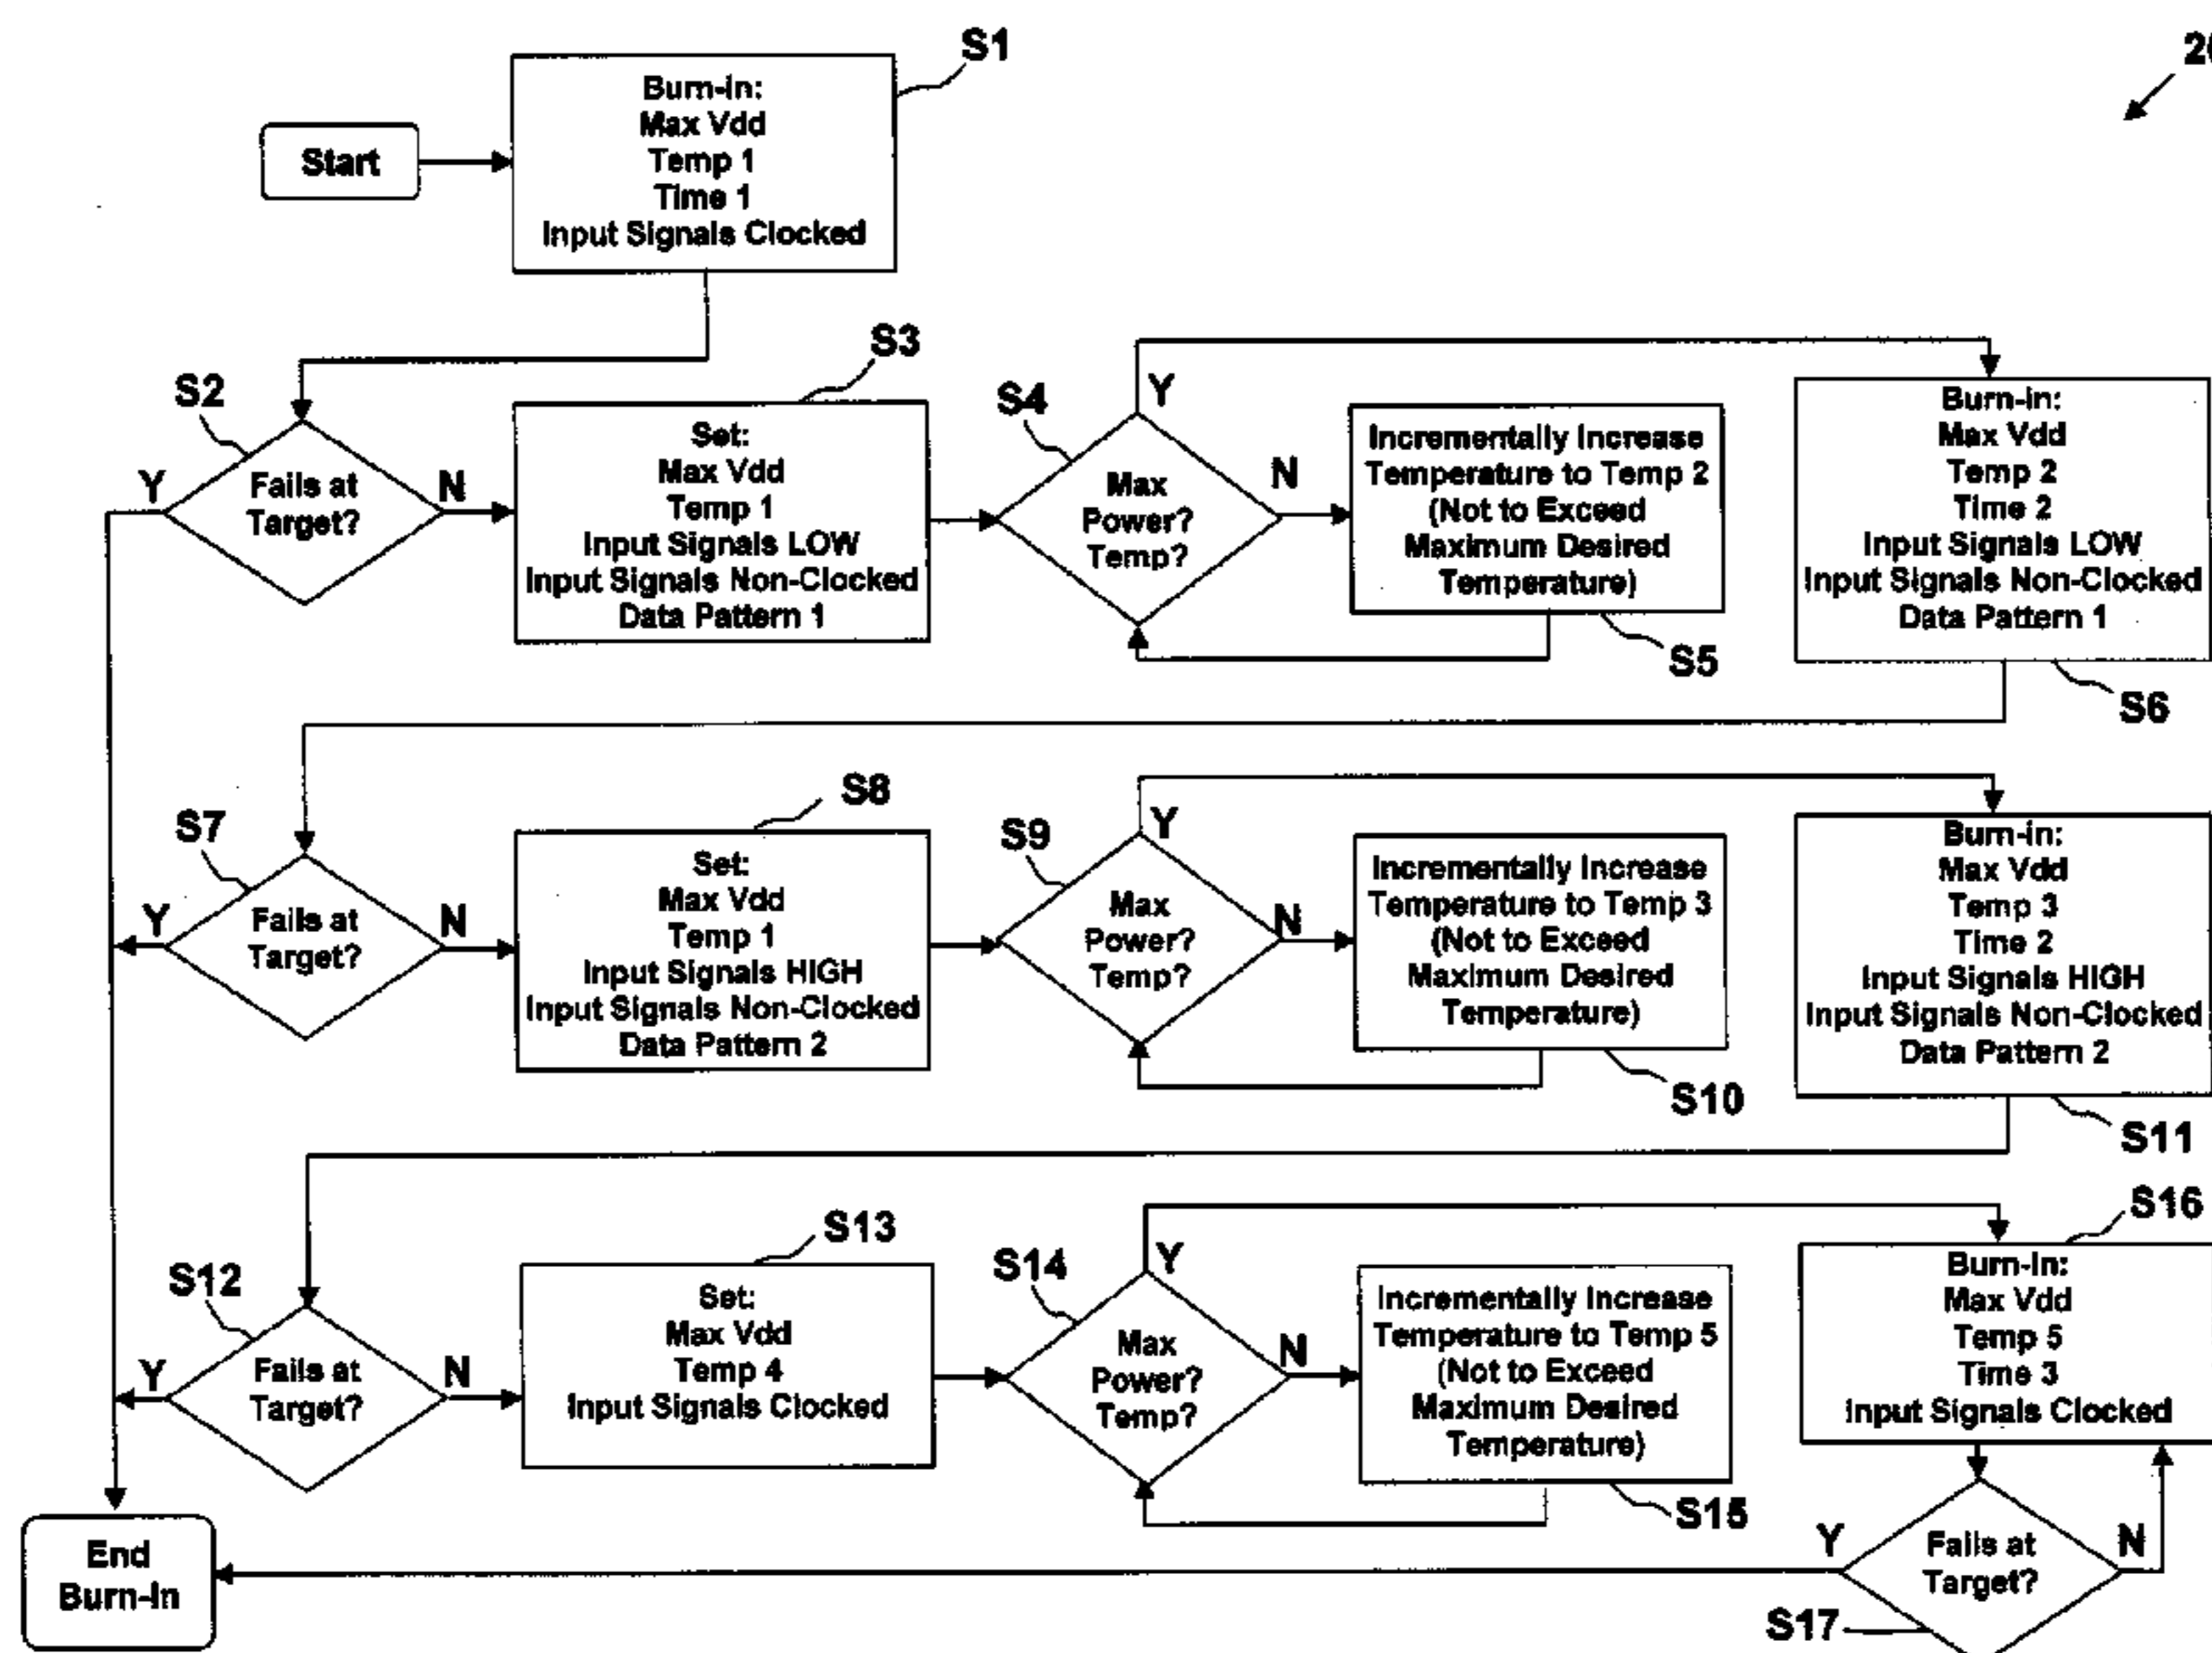 S1
Burn-in:
Max Vdd
Temp 1
Time 1
Input Signals Clocked
Start
S2
Fails at
Target?
Y
N
S3
Set:
Max Vdd
Temp 1
Input Signals LOW
Input Signals Non-Clocked
Data Pattern 1
S4
Max
Power?
Temp?
Y
N
Incrementally Increase
Temperature to Temp 2
(Not to Exceed
Maximum Desired
Temperature)
S5
Burn-in:
Max Vdd
Temp 2
Time 2
Input Signals LOW
Input Signals Non-Clocked
Data Pattern 1
S6
S7
Fails at
Target?
Y
N
S8
Set:
Max Vdd
Temp 1
Input Signals HIGH
Input Signals Non-Clocked
Data Pattern 2
S9
Max
Power?
Temp?
Y
N
Incrementally Increase
Temperature to Temp 3
(Not to Exceed
Maximum Desired
Temperature)
S10
Burn-in:
Max Vdd
Temp 3
Time 2
Input Signals HIGH
Input Signals Non-Clocked
Data Pattern 2
S11
S12
Fails at
Target?
Y
N
S13
Set:
Max Vdd
Temp 4
Input Signals Clocked
S14
Max
Power?
Temp?
Y
N
Incrementally Increase
Temperature to Temp 5
(Not to Exceed
Maximum Desired
Temperature)
S15
S16
Burn-In:
Max Vdd
Temp 5
Time 3
Input Signals Clocked
Y
Fails at
Target?
N
S17
End
Burn-In